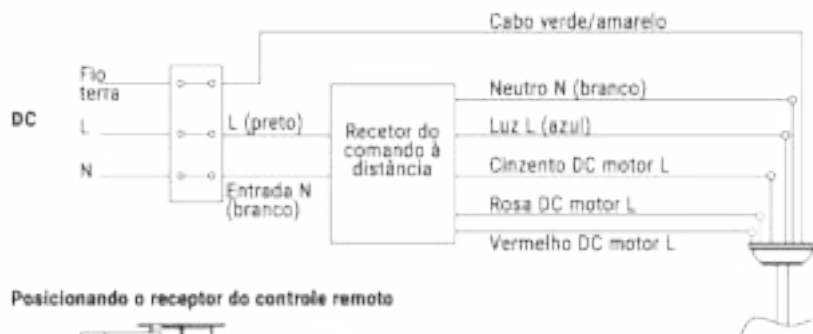 Cabo verde/amarelo
Fio
terra
DC
L
N
L (preto)
Entrada N
(branco)
Recetor do
comando à
distância
Neutro N (branco)
Luz L (azul)
Cinzento DC motor L
Rosa DC motor L
Vermelho DC motor L
Posicionando o receptor do controle remoto